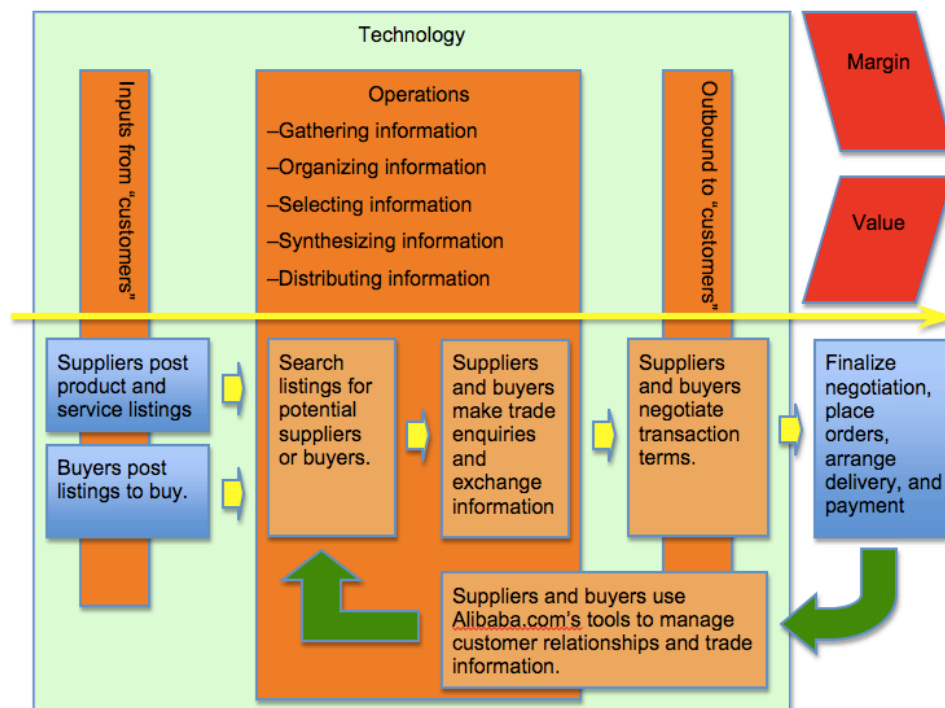 Technology
Inputs from “customers”
Operations
–Gathering information
–Organizing information
–Selecting information
–Synthesizing information
–Distributing information
Outbound to “customers”
Margin
Value
Suppliers post
product and
service listings
Buyers post
listings to buy.
Search
listings for
potential
suppliers
or buyers.
Suppliers
and buyers
make trade
enquiries
and
exchange
information
Suppliers
and buyers
negotiate
transaction
terms.
Finalize
negotiation,
place
orders,
arrange
delivery, and
payment
Suppliers and buyers use
Alibaba.com’s tools to manage
customer relationships and trade
information.